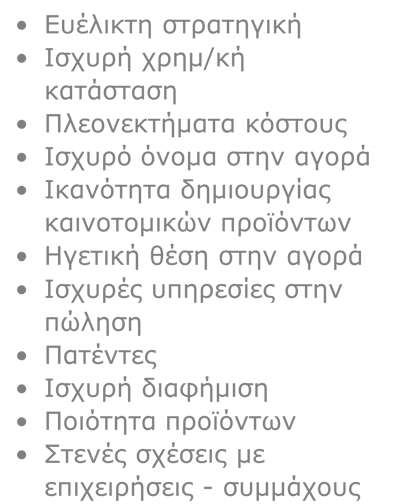 • Ευέλικτη στρατηγική
• Ισχυρή χρημ/κή
κατάσταση
• Πλεονεκτήματα κόστους
• Ισχυρό όνομα στην αγορά
• Ικανότητα δημιουργίας
καινοτομικών προϊόντων
• Ηγετική θέση στην αγορά
• Ισχυρές υπηρεσίες στην
πώληση
• Πατέντες
• Ισχυρή διαφήμιση
• Ποιότητα προϊόντων
• Στενές σχέσεις με
επιχειρήσεις - συμμάχους